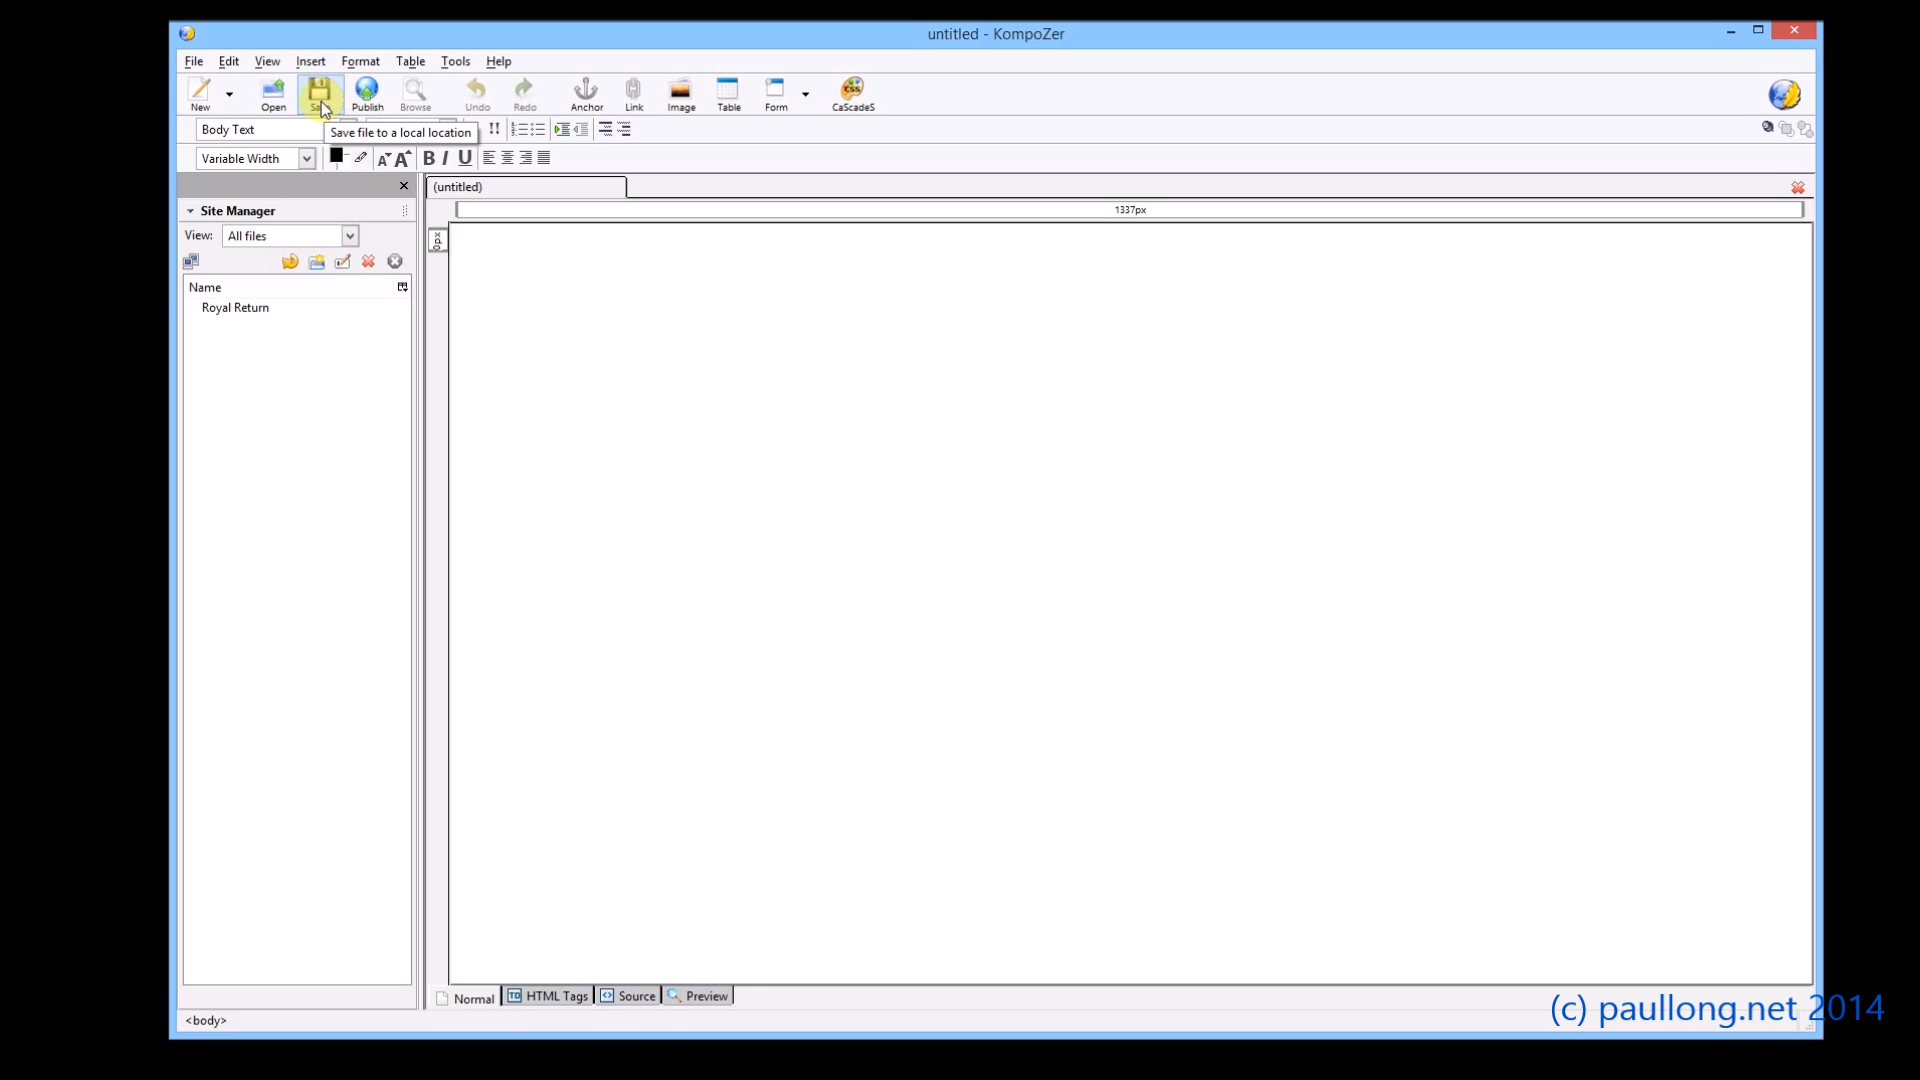 untitled - KompoZer
File Edit View Insert Format Table Tools Help
New Open Publish Browse Undo Redo Anchor Link Image Table Form CaScadeS
Body Text
Save file to a local location
Variable Width
(untitled)
Site Manager
1337px
View: All files
0px
Name
Royal Return
Normal HTML Tags Source Preview
<body>
(c) paullong.net 2014